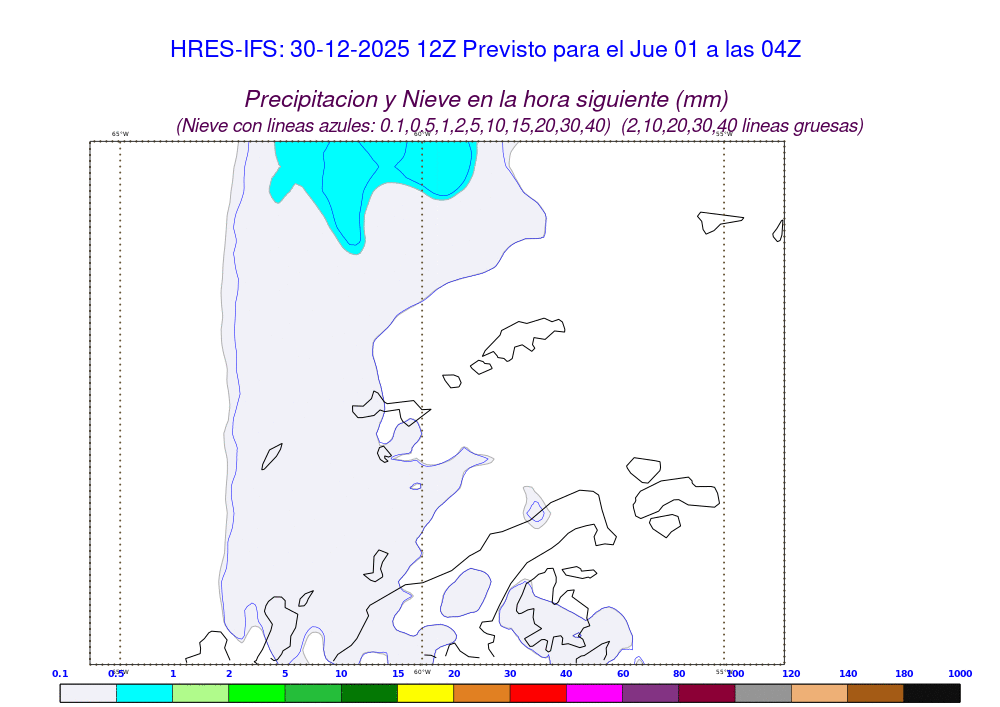 HRES-IFS: 30-12-2025 12Z Previsto para el Jue 01 a las 04Z
Precipitacion y Nieve en la hora siguiente (mm)
(Nieve con lineas azules: 0.1,0.5,1,2,5,10,15,20,30,40)  (2,10,20,30,40 lineas gruesas)
65°W 60°W 55°W
65°W 60°W 55°W
0.1 0.5 1 2 5 10 15 20 30 40 60 80 100 120 140 180 1000